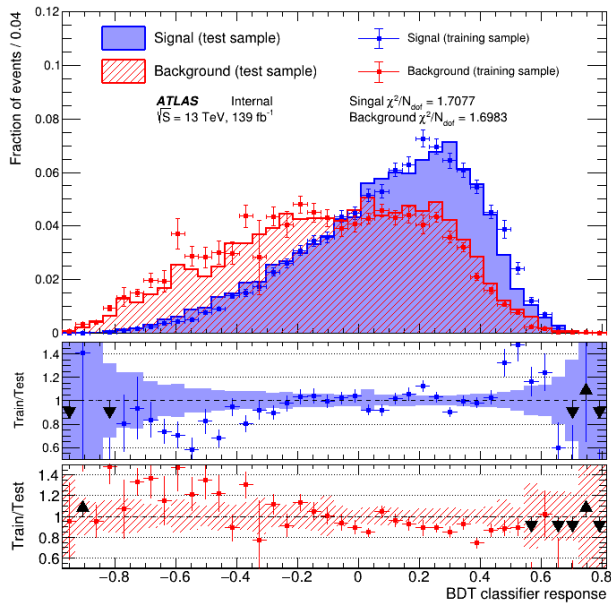 Fraction of events / 0.04
0.12
0.1
0.08
0.06
0.04
0.02
0
Signal (test sample)
Background (test sample)
Signal (training sample)
Background (training sample)
ATLAS Internal
√S = 13 TeV, 139 fb⁻¹
Singal χ²/N_dof = 1.7077
Background χ²/N_dof = 1.6983
Train/Test
1.4
1.2
1
0.8
0.6
Train/Test
1.4
1.2
1
0.8
0.6
−0.8 −0.6 −0.4 −0.2 0 0.2 0.4 0.6 0.8
BDT classifier response